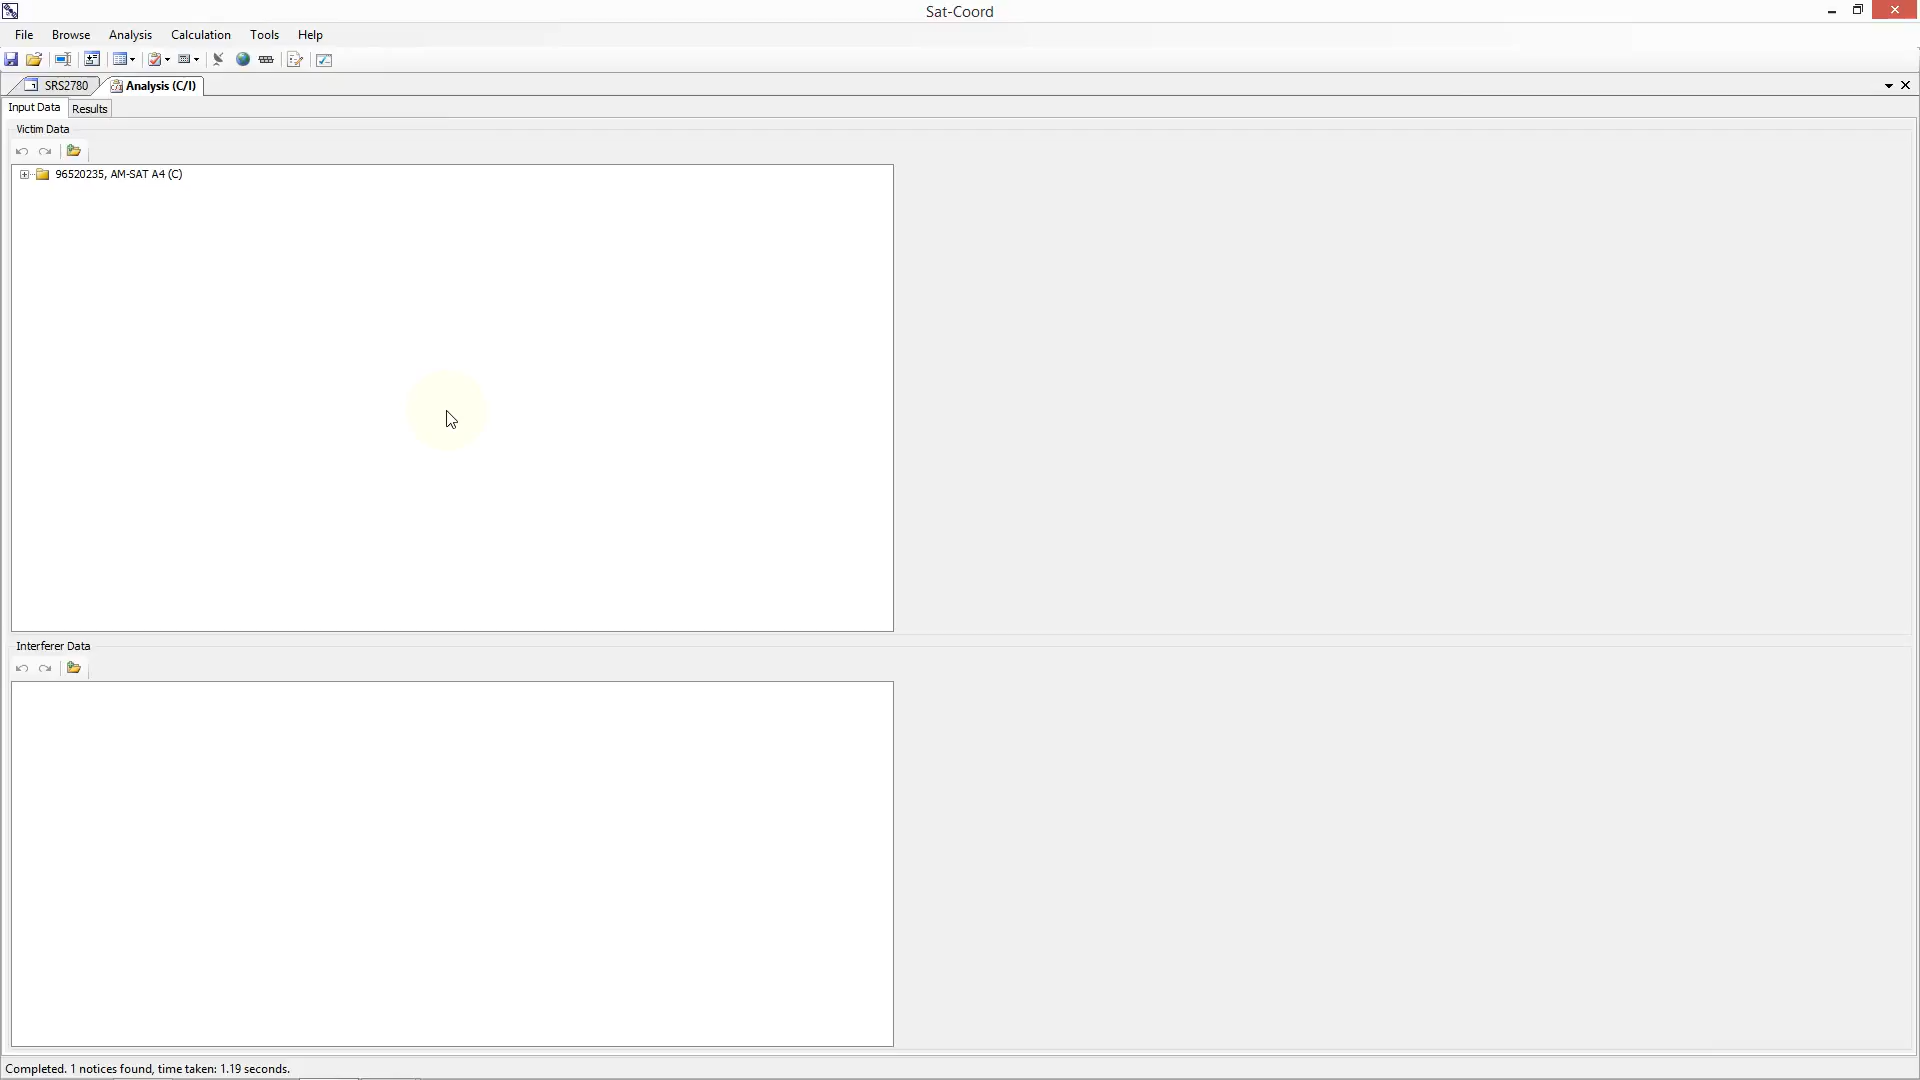 Sat-Coord
File Browse Analysis Calculation Tools Help
SRS2780 Analysis (C/I)
Input Data Results
Victim Data
96520235, AM-SAT A4 (C)
Interferer Data
Completed. 1 notices found, time taken: 1.19 seconds.